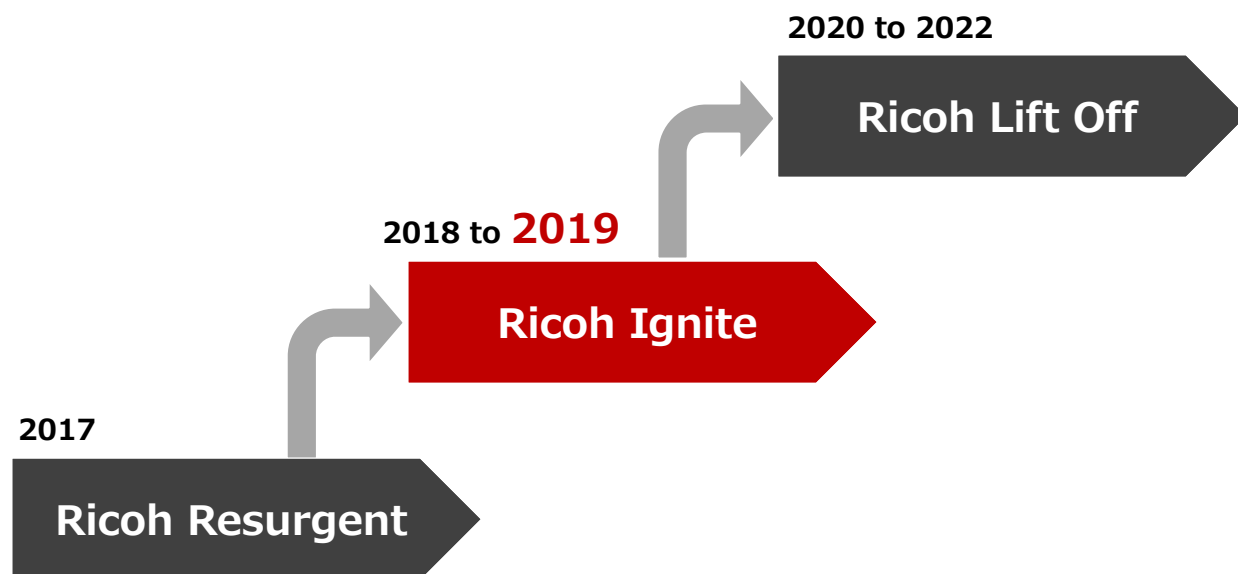 2020 to 2022
Ricoh Lift Off
2018 to 2019
Ricoh Ignite
2017
Ricoh Resurgent